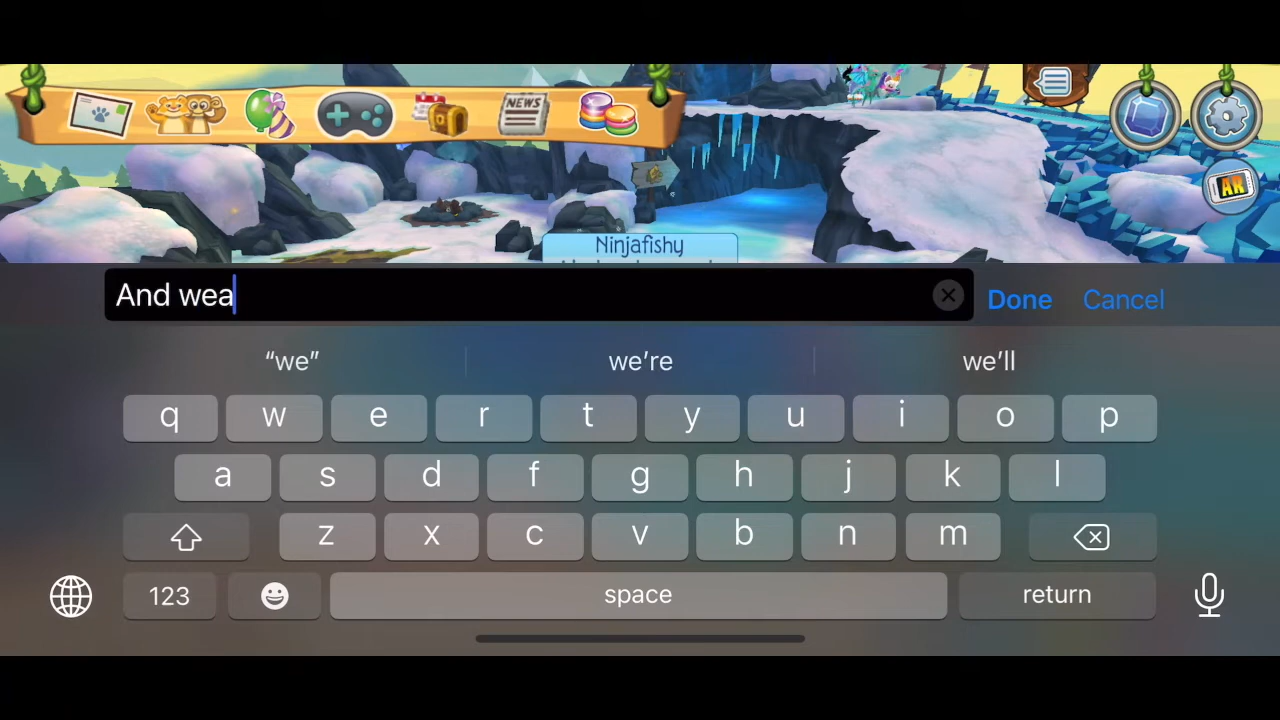 NEWS
AR
Ninjafishy
And wea
Done
Cancel
“we”
we’re
we’ll
q w e r t y u i o p
a s d f g h j k l
z x c v b n m
123
space
return